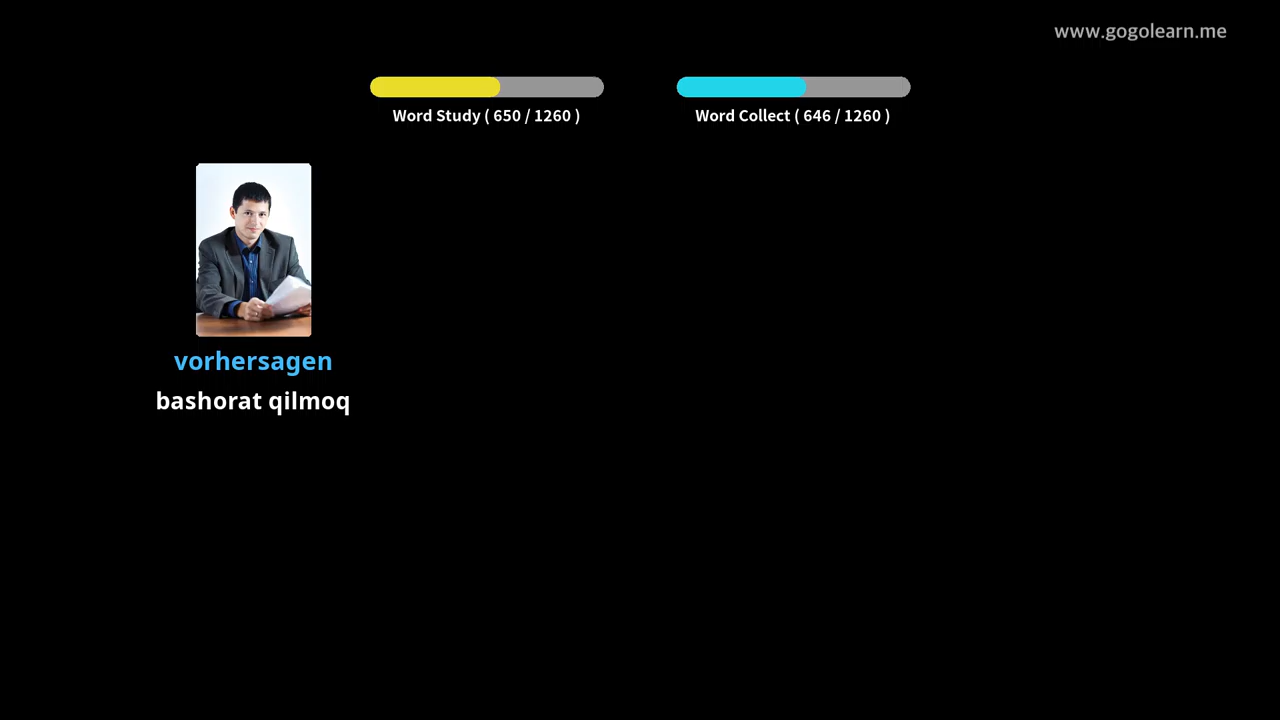 www.gogolearn.me
Word Study ( 650 / 1260 )
Word Collect ( 646 / 1260 )
vorhersagen
bashorat qilmoq